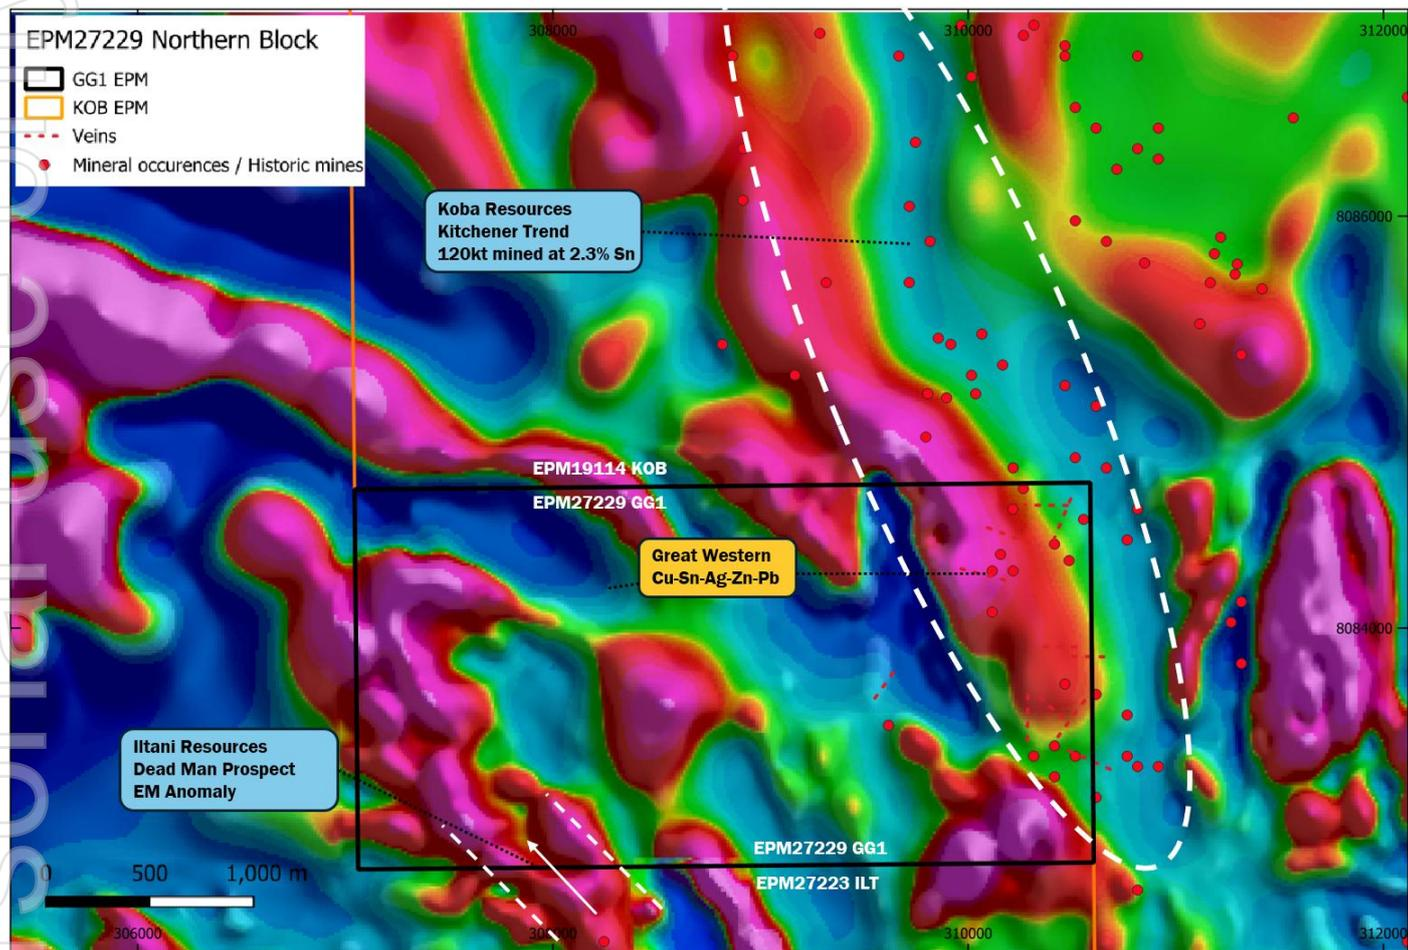 EPM27229 Northern Block
GG1 EPM
KOB EPM
Veins
Mineral occurences / Historic mines
308000
310000
312000
8086000
Koba Resources
Kitchener Trend
120kt mined at 2.3% Sn
EPM19114 KOB
EPM27229 GG1
Great Western
Cu-Sn-Ag-Zn-Pb
8084000
Iltani Resources
Dead Man Prospect
EM Anomaly
EPM27229 GG1
EPM27223 ILT
0 500 1,000 m
306000
308000
310000
312000